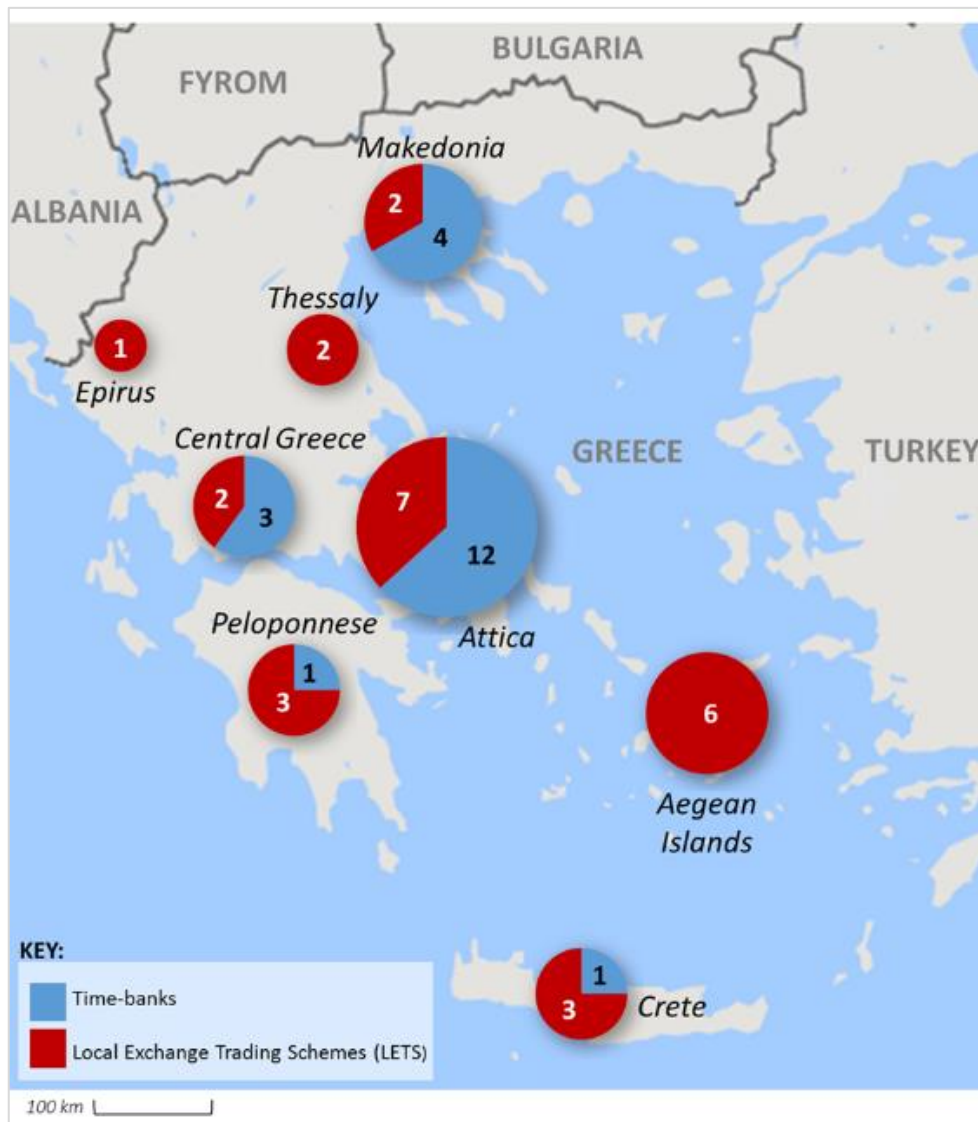 BULGARIA
FYROM
Makedonia
2
4
ALBANIA
Thessaly
2
1
Epirus
Central Greece
2
3
GREECE
TURKEY
7
12
Peloponnese
Attica
1
3
6
Aegean
Islands
KEY:
Time-banks
Local Exchange Trading Schemes (LETS)
1
3
Crete
100 km